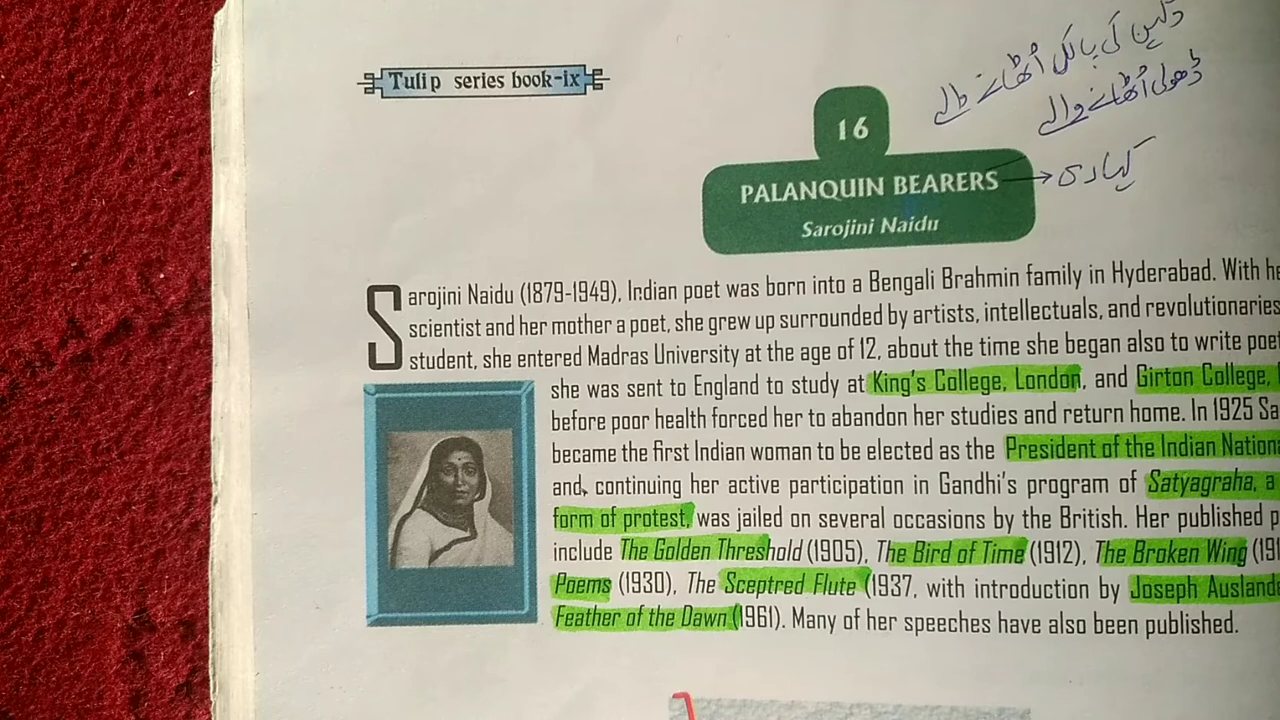 Tulip series book-ix
دلہن کی پالکی اُٹھانے والے
ڈھولی اُٹھانے والے
16
PALANQUIN BEARERS
کہاری
Sarojini Naidu
Sarojini Naidu (1879-1949), Indian poet was born into a Bengali Brahmin family in Hyderabad. With he
scientist and her mother a poet, she grew up surrounded by artists, intellectuals, and revolutionaries
student, she entered Madras University at the age of 12, about the time she began also to write poet
she was sent to England to study at King's College, London, and Girton College,
before poor health forced her to abandon her studies and return home. In 1925 Sa
became the first Indian woman to be elected as the President of the Indian Nationa
and, continuing her active participation in Gandhi's program of Satyagraha, a
form of protest, was jailed on several occasions by the British. Her published p
include The Golden Threshold (1905), The Bird of Time (1912), The Broken Wing (19
Poems (1930), The Sceptred Flute (1937, with introduction by Joseph Auslande
Feather of the Dawn (1961). Many of her speeches have also been published.